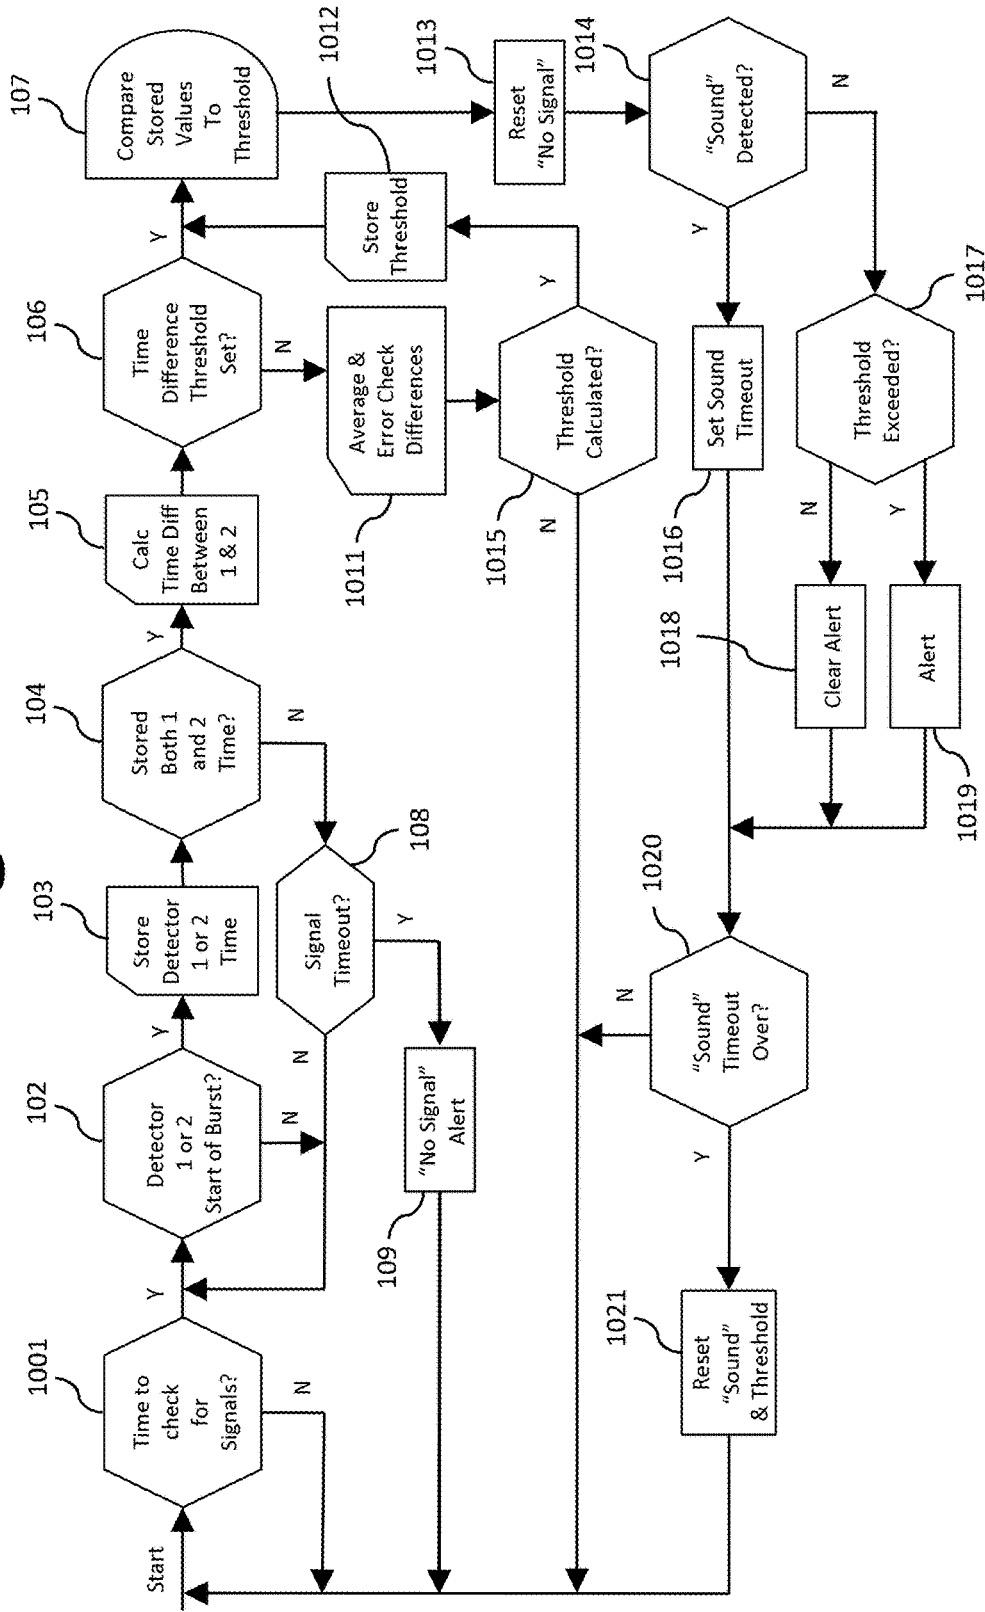 Start
1001
Time to
check
for
Signals?
Y
N
102
Detector
1 or 2
Start of Burst?
Y
N
103
Store
Detector
1 or 2
Time
104
Stored
Both 1
and 2
Time?
Y
N
105
Calc
Time Diff
Between
1 & 2
106
Time
Difference
Threshold
Set?
Y
N
107
Compare
Stored
Values
To
Threshold
108
Signal
Timeout?
N
Y
109
"No Signal"
Alert
1011
Average &
Error Check
Differences
1012
Store
Threshold
1015
Threshold
Calculated?
Y
N
1013
Reset
"No Signal"
1014
"Sound"
Detected?
Y
N
1016
Set Sound
Timeout
1017
Threshold
Exceeded?
N
Y
1018
Clear Alert
1019
Alert
1020
"Sound"
Timeout
Over?
N
Y
1021
Reset
"Sound"
& Threshold